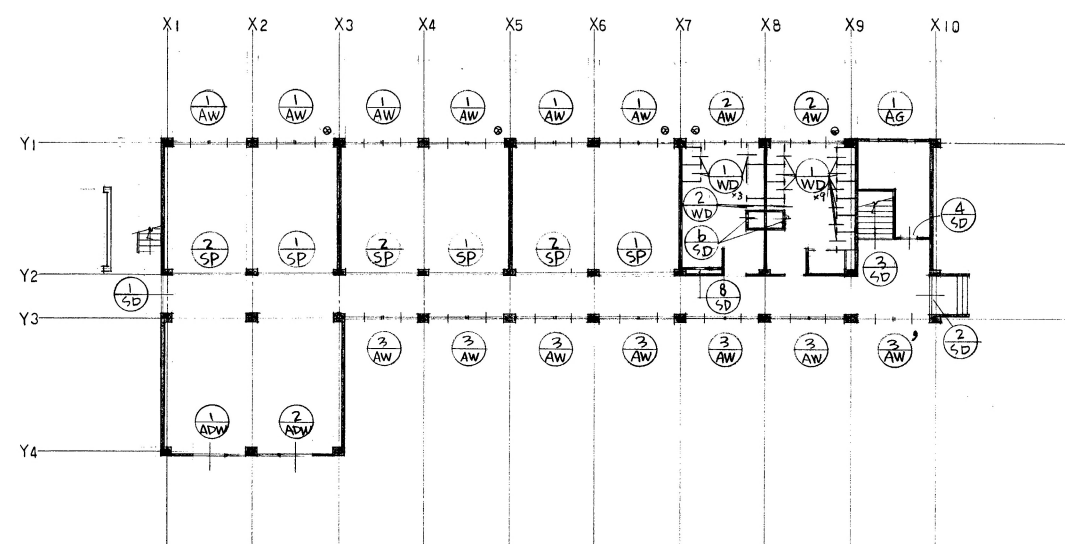 X1 X2 X3 X4 X5 X6 X7 X8 X9 X10
1 1 1 1 1 1 2 2 1
AW AW AW AW AW AW AW AW AG
Y1
1 1
WD WD
×3 ×9
2
WD
4
SD
2 1 2 1 2 1 6
SP SP SP SP SP SP SD
3
SD
Y2
1 8
SD SD
Y3
3 3 3 3 3 3 3 2
AW AW AW AW AW AW AW SD
1 2
ADW ADW
Y4